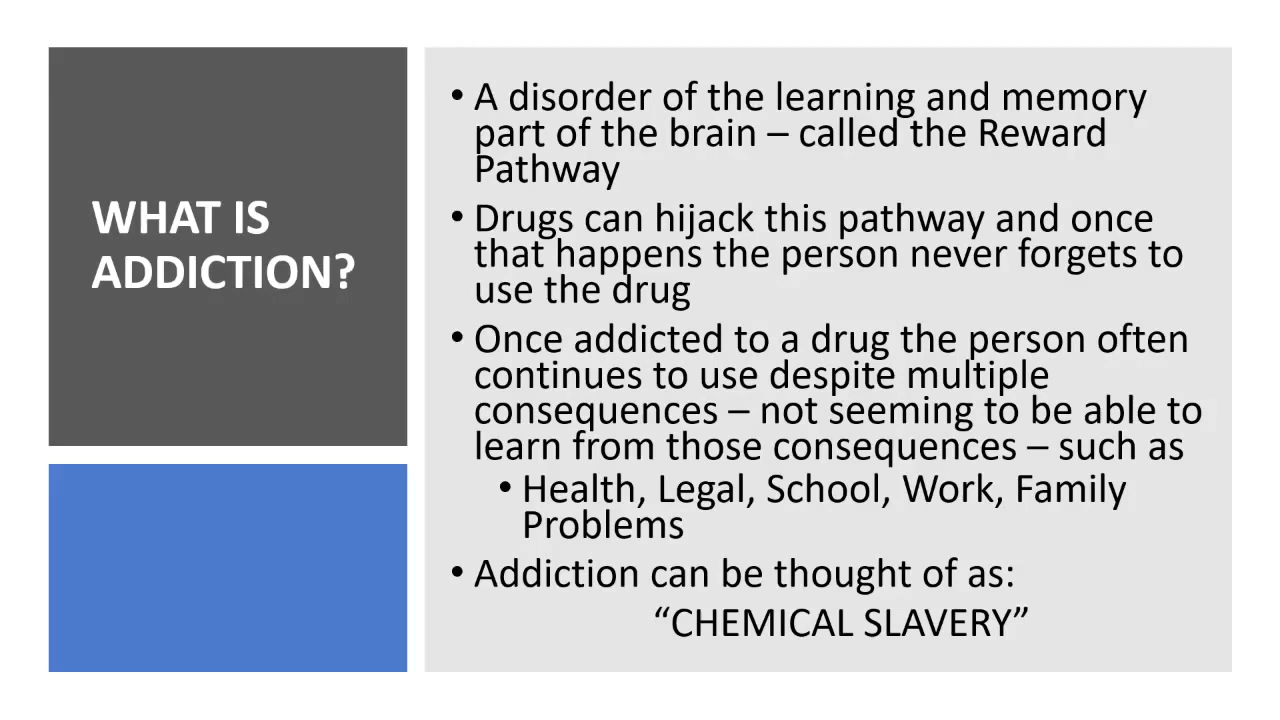 WHAT IS
ADDICTION?
• A disorder of the learning and memory
part of the brain – called the Reward
Pathway
• Drugs can hijack this pathway and once
that happens the person never forgets to
use the drug
• Once addicted to a drug the person often
continues to use despite multiple
consequences – not seeming to be able to
learn from those consequences – such as
• Health, Legal, School, Work, Family
Problems
• Addiction can be thought of as:
“CHEMICAL SLAVERY”